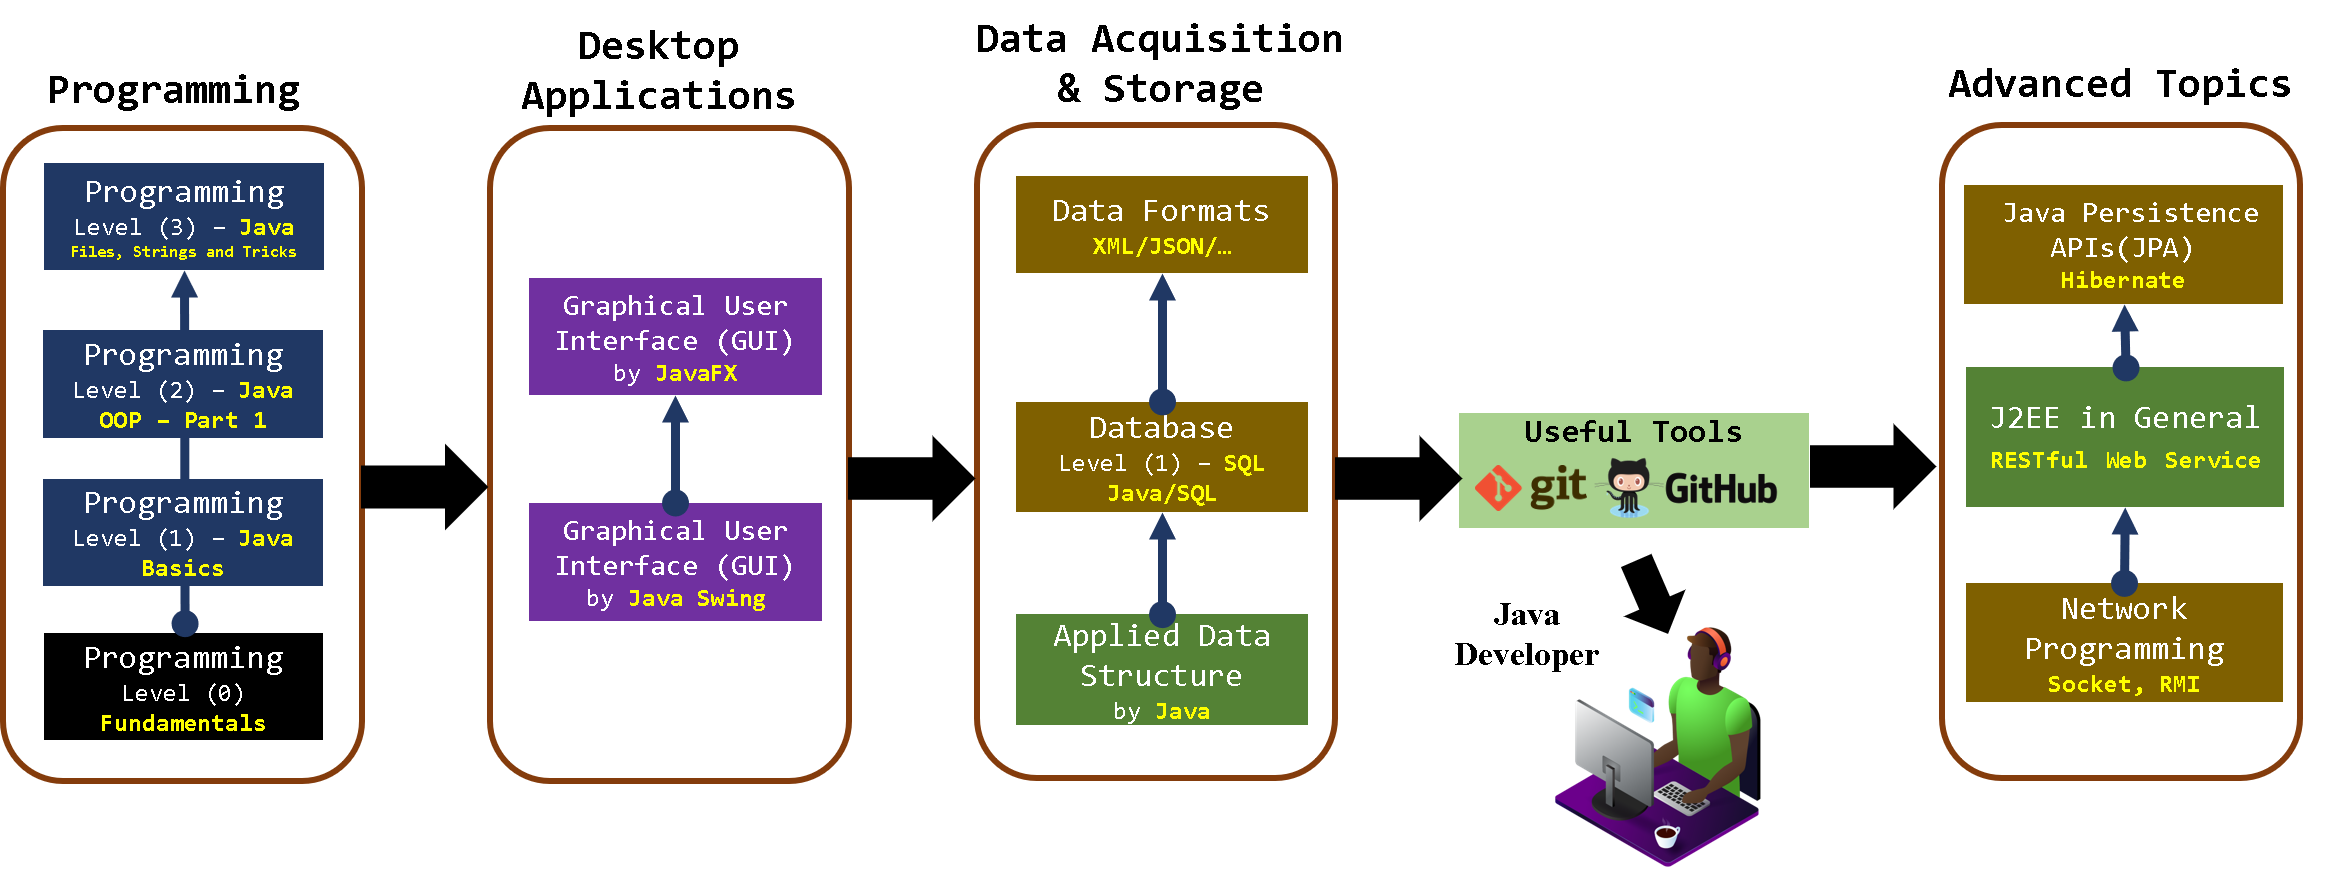 Programming
Programming
Level (3) – Java
Files, Strings and Tricks
Programming
Level (2) – Java
OOP – Part 1
Programming
Level (1) – Java
Basics
Programming
Level (0)
Fundamentals
Desktop
Applications
Graphical User
Interface (GUI)
by JavaFX
Graphical User
Interface (GUI)
by Java Swing
Data Acquisition
& Storage
Data Formats
XML/JSON/…
Database
Level (1) – SQL
Java/SQL
Applied Data
Structure
by Java
Useful Tools
git GitHub
Java
Developer
Advanced Topics
Java Persistence
APIs(JPA)
Hibernate
J2EE in General
RESTful Web Service
Network
Programming
Socket, RMI